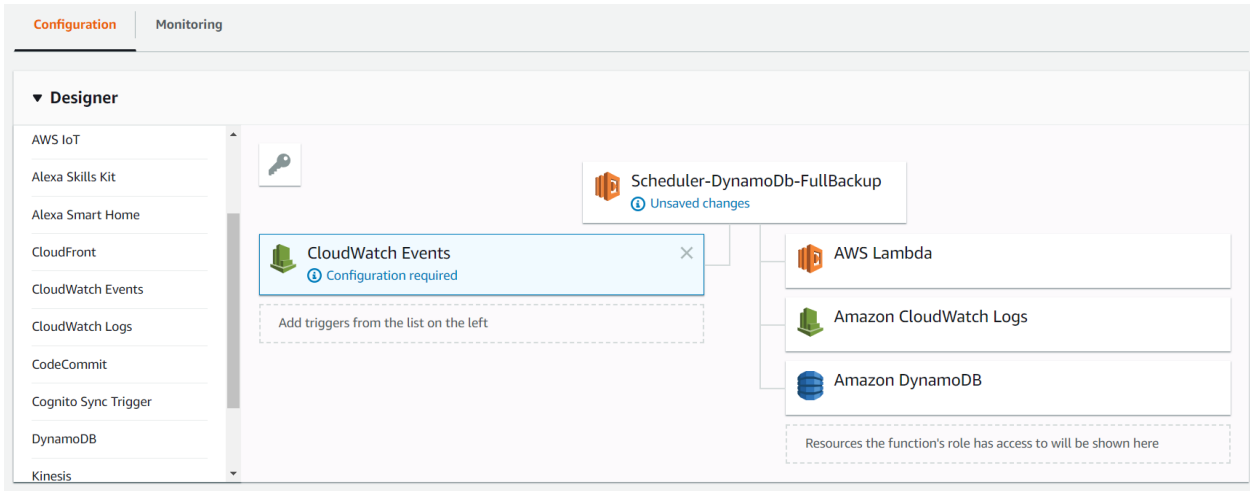 Configuration
Monitoring
Designer
AWS IoT
Alexa Skills Kit
Alexa Smart Home
CloudFront
CloudWatch Events
CloudWatch Logs
CodeCommit
Cognito Sync Trigger
DynamoDB
Kinesis
Scheduler-DynamoDb-FullBackup
Unsaved changes
CloudWatch Events
Configuration required
Add triggers from the list on the left
AWS Lambda
Amazon CloudWatch Logs
Amazon DynamoDB
Resources the function's role has access to will be shown here